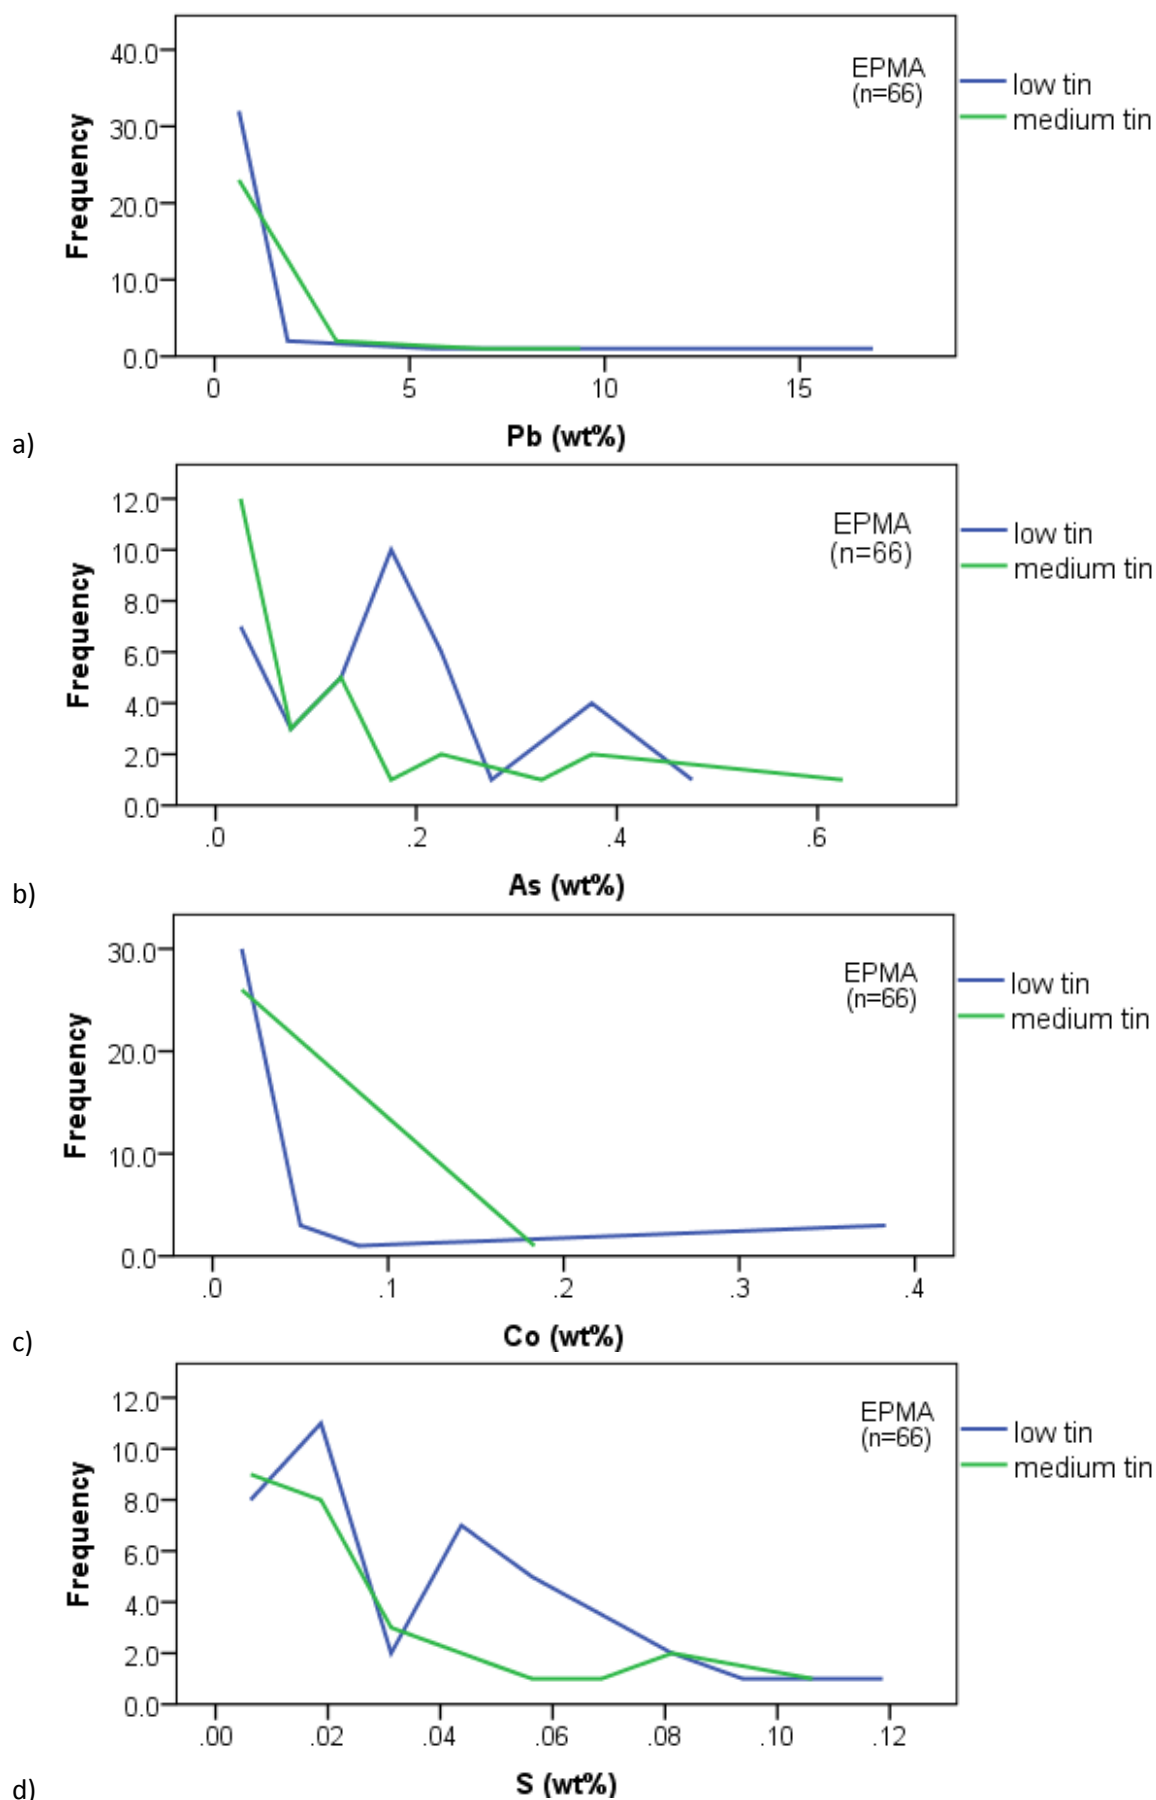 40.0
30.0
20.0
10.0
0.0
Frequency
EPMA
(n=66)
low tin
medium tin
0 5 10 15
Pb (wt%)
a)
12.0
10.0
8.0
6.0
4.0
2.0
0.0
Frequency
EPMA
(n=66)
low tin
medium tin
.0 .2 .4 .6
As (wt%)
b)
30.0
20.0
10.0
0.0
Frequency
EPMA
(n=66)
low tin
medium tin
.0 .1 .2 .3 .4
Co (wt%)
c)
12.0
10.0
8.0
6.0
4.0
2.0
0.0
Frequency
EPMA
(n=66)
low tin
medium tin
.00 .02 .04 .06 .08 .10 .12
S (wt%)
d)